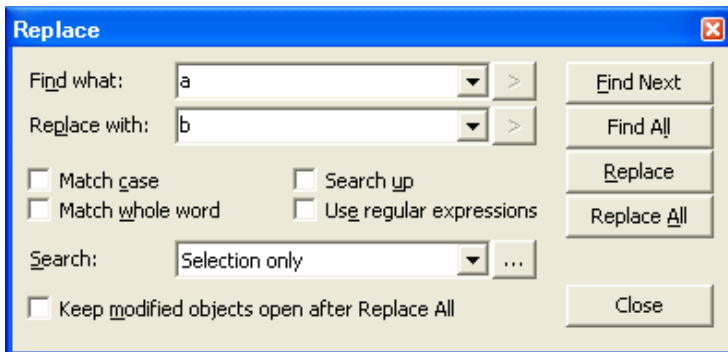 Replace
Find what: a > Find Next
Replace with: b > Find All
Match case Search up Replace
Match whole word Use regular expressions Replace All
Search: Selection only ...
Keep modified objects open after Replace All Close